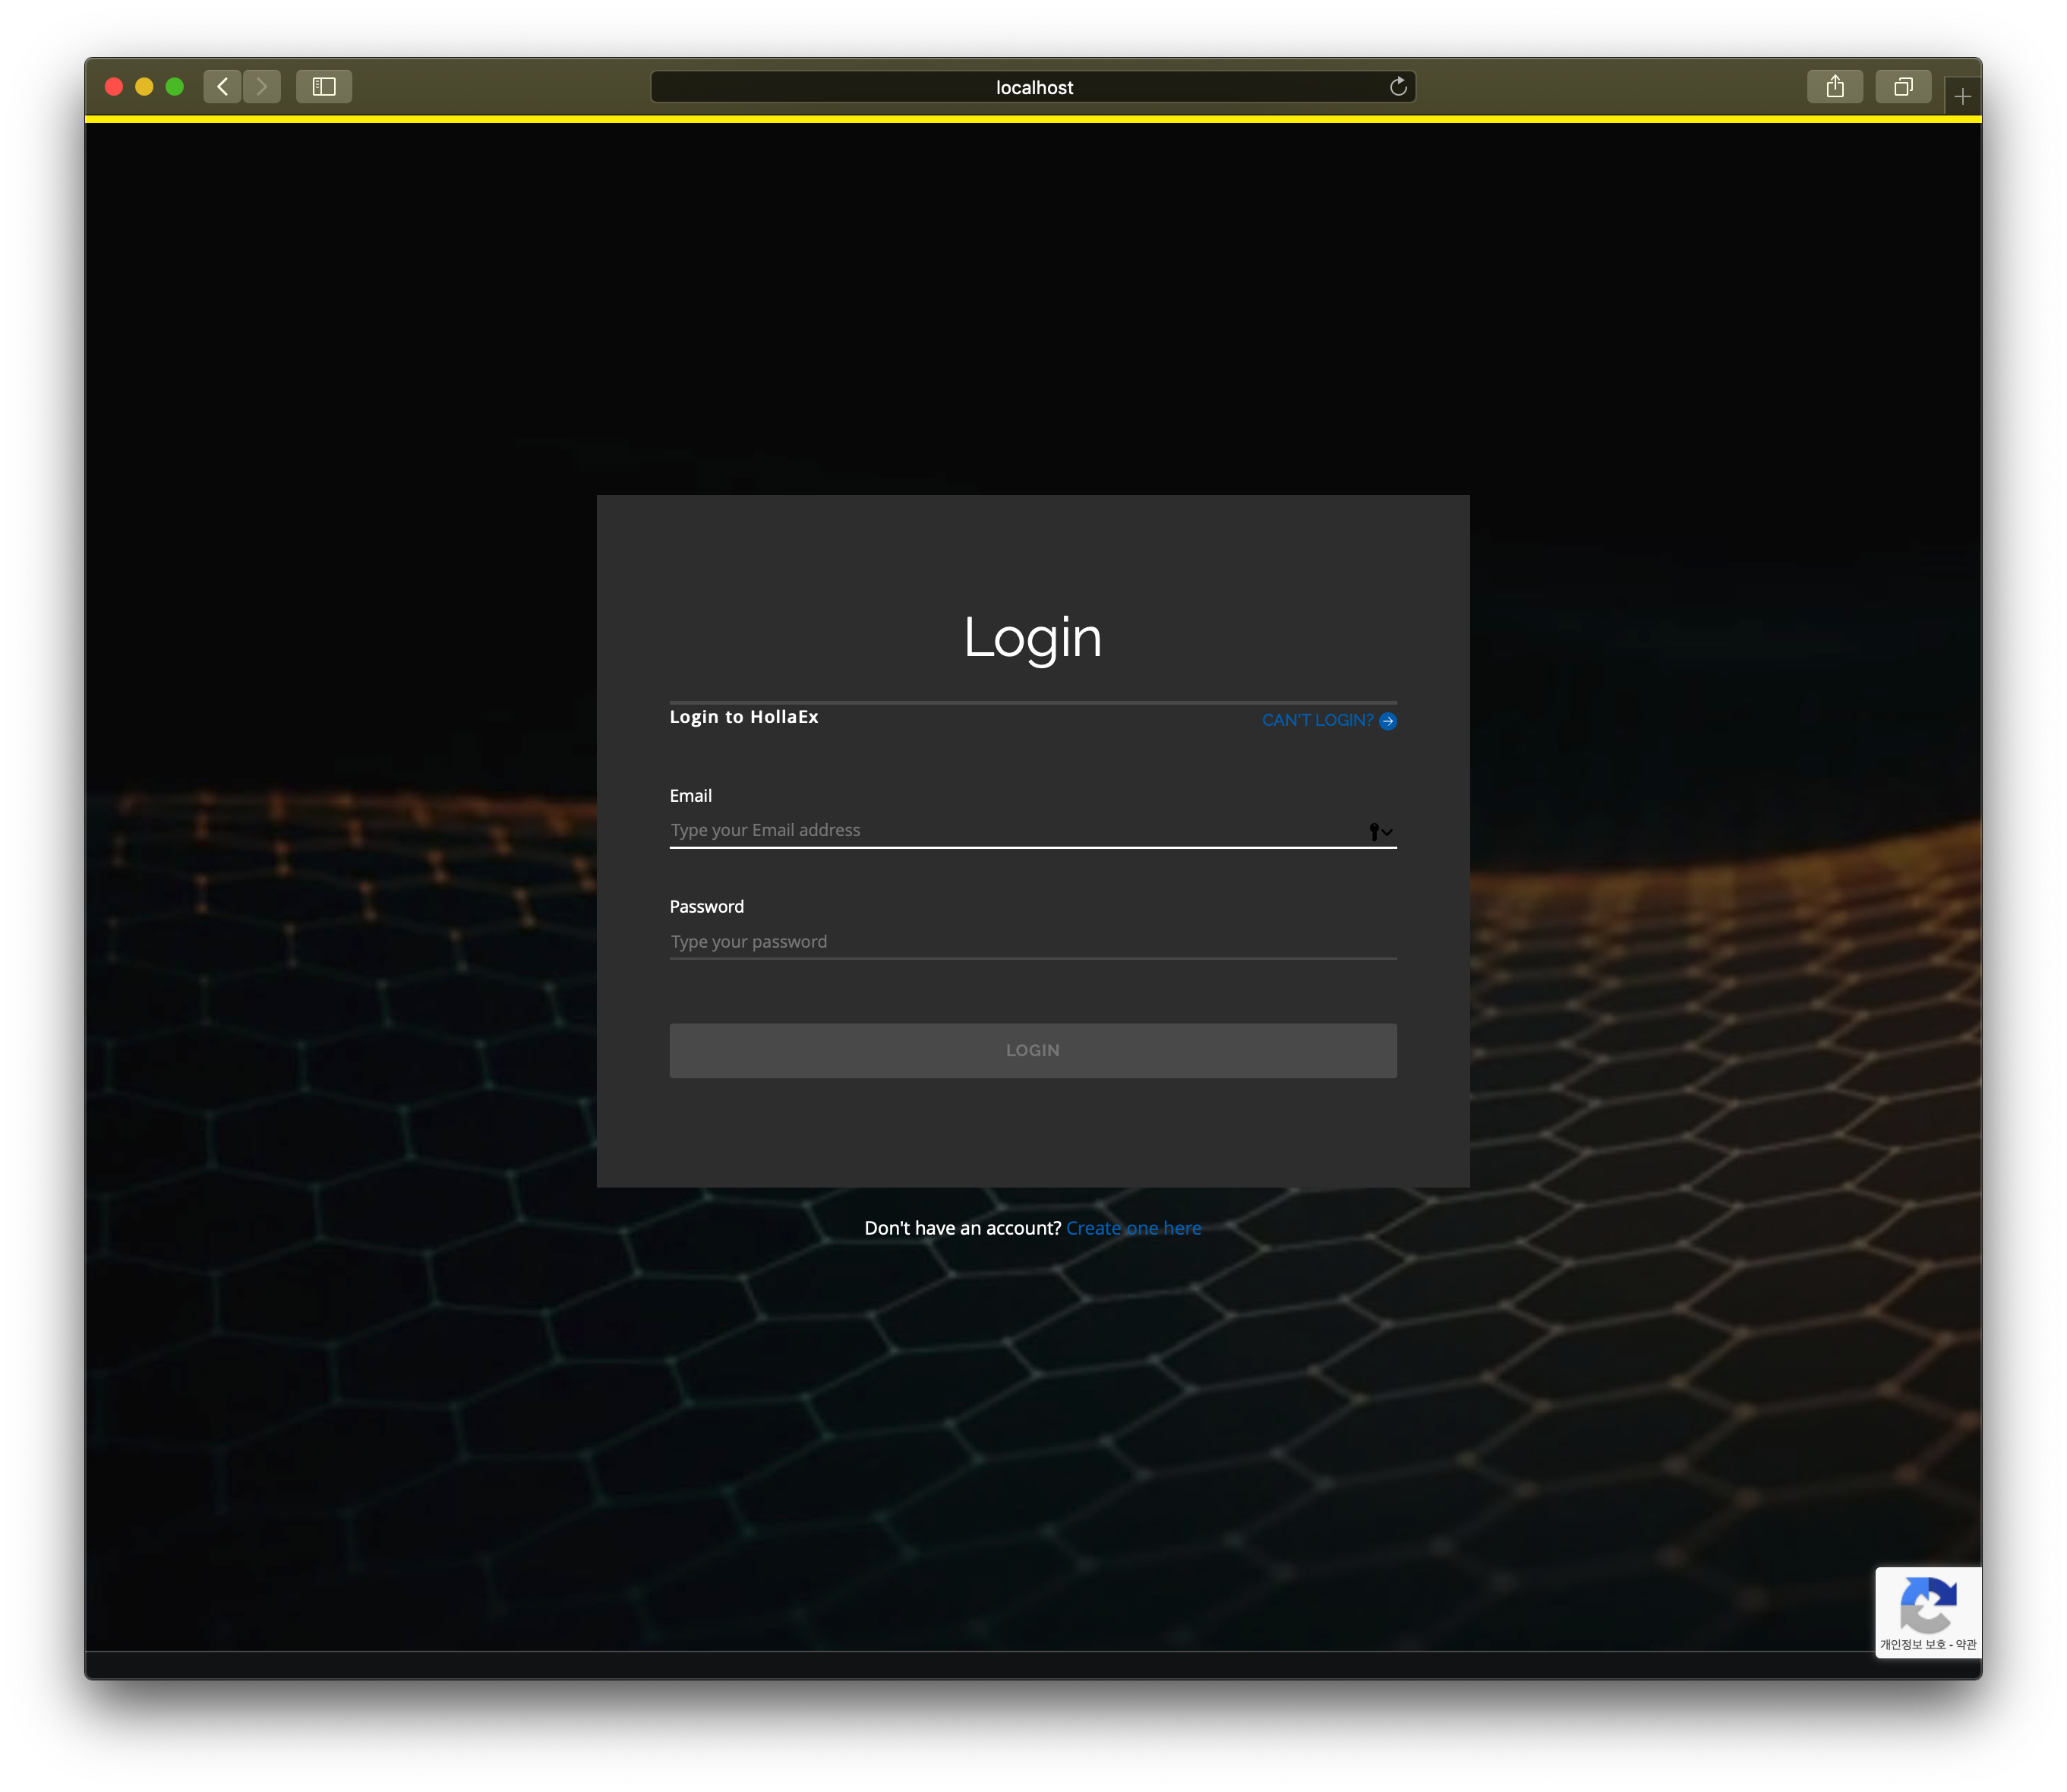 localhost
Login
Login to HollaEx
CAN'T LOGIN?
Email
Type your Email address
Password
Type your password
LOGIN
Don't have an account? Create one here
개인정보 보호 - 약관